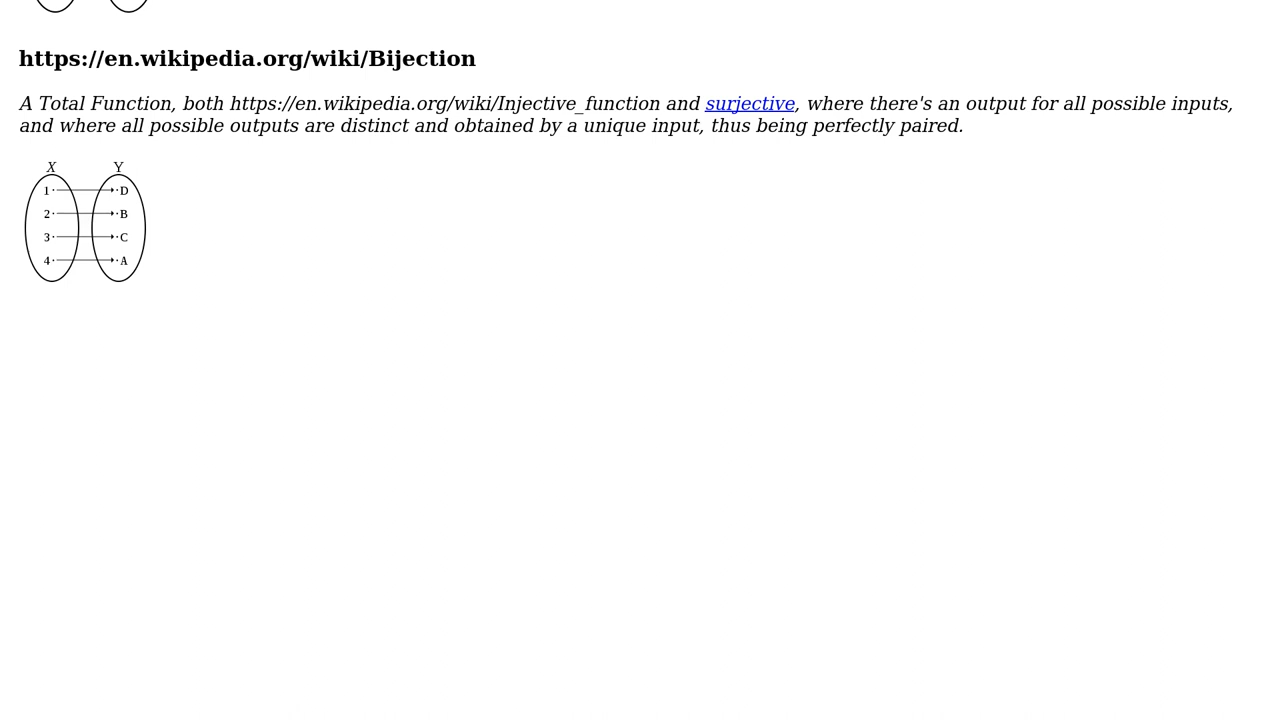 https://en.wikipedia.org/wiki/Bijection
A Total Function, both https://en.wikipedia.org/wiki/Injective_function and surjective, where there's an output for all possible inputs,
and where all possible outputs are distinct and obtained by a unique input, thus being perfectly paired.
X Y
1 D
2 B
3 C
4 A